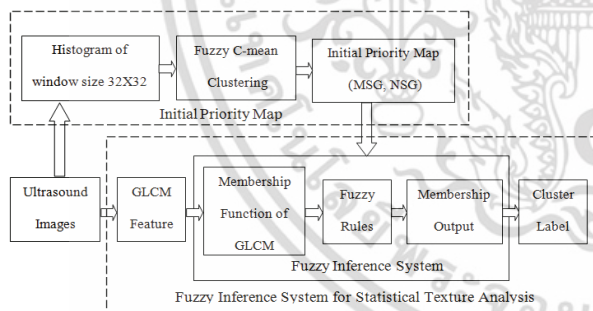 Histogram of
window size 32X32
Fuzzy C-mean
Clustering
Initial Priority Map
(MSG, NSG)
Initial Priority Map
Ultrasound
Images
GLCM
Feature
Membership
Function of
GLCM
Fuzzy
Rules
Membership
Output
Cluster
Label
Fuzzy Inference System
Fuzzy Inference System for Statistical Texture Analysis